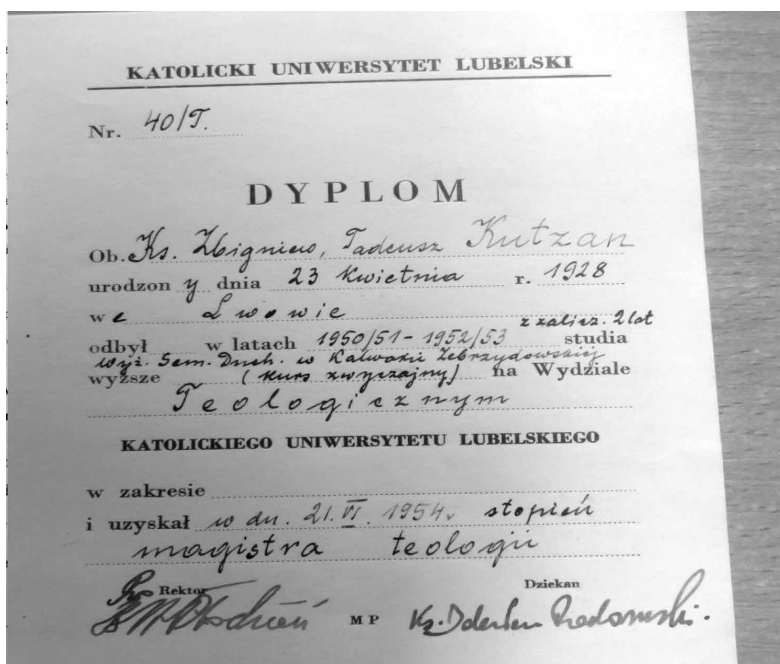 KATOLICKI UNIWERSYTET LUBELSKI
Nr. 40/T.
DYPLOM
Ob. Ks. Zbigniew, Tadeusz Kutzan
urodzony dnia 23 kwietnia r. 1928
we Lwowie
z zalicz. 2 lat
odbył w latach 1950/51-1952/53 studia
Wyż. Sem. Duch. w Kalwarii Zebrzydowskiej
wyższe (kurs zwyczajny) na Wydziale
Teologicznym
KATOLICKIEGO UNIWERSYTETU LUBELSKIEGO
w zakresie
i uzyskał w dn. 21.VI.1954. stopień
magistra teologii
Rektor Dziekan
MP Ks.